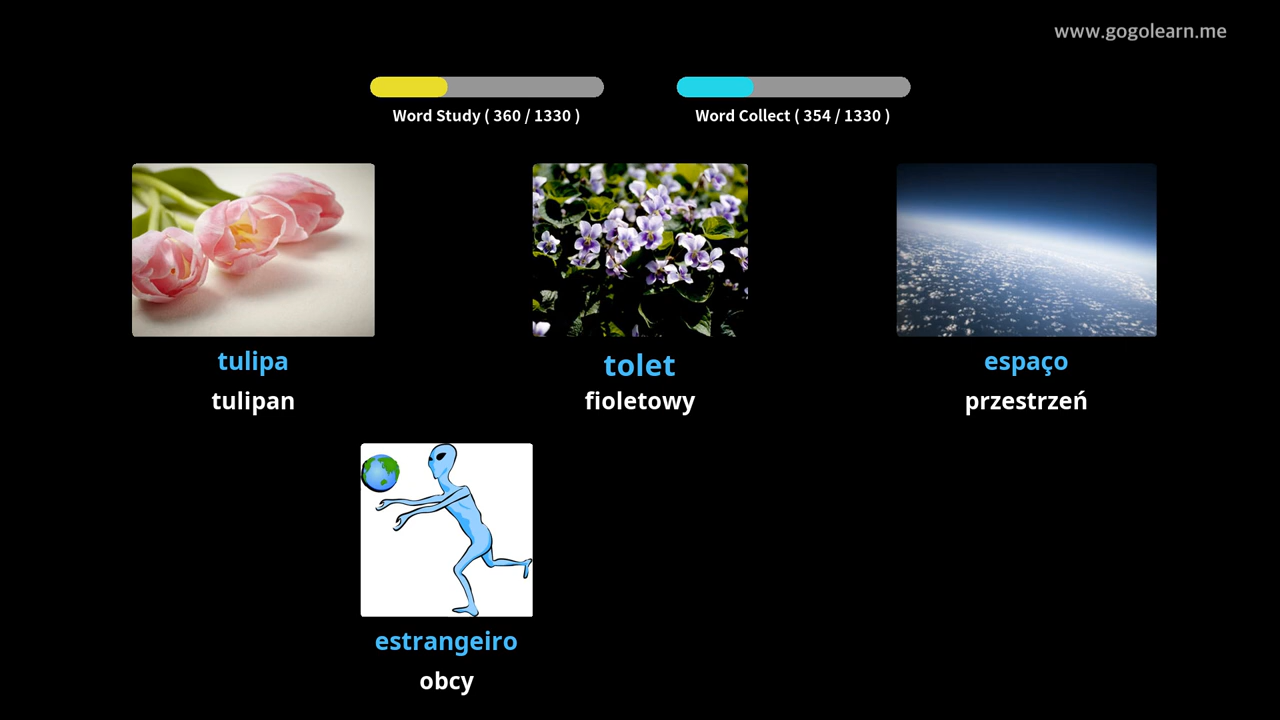 www.gogolearn.me
Word Study ( 360 / 1330 )
Word Collect ( 354 / 1330 )
tulipa
tolet
espaço
tulipan
fioletowy
przestrzeń
estrangeiro
obcy